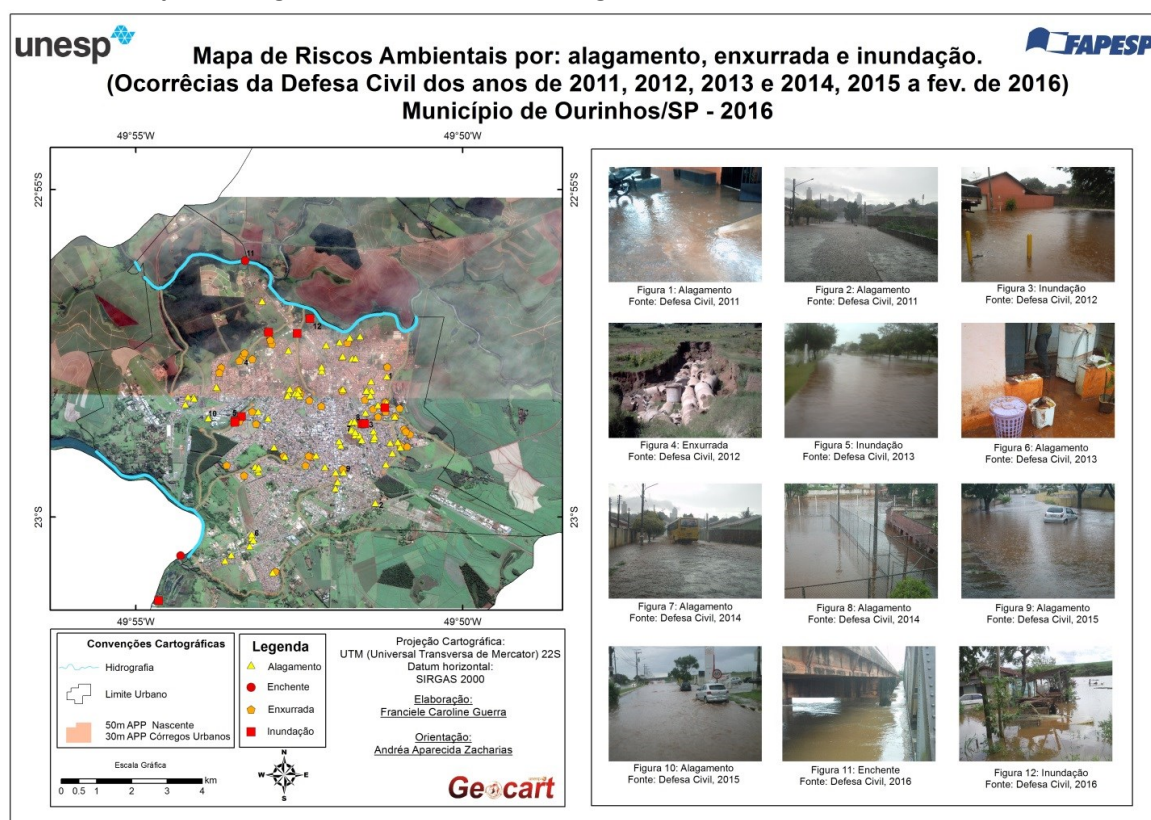 unesp
FAPESP
Mapa de Riscos Ambientais por: alagamento, enxurrada e inundação.
(Ocorrêcias da Defesa Civil dos anos de 2011, 2012, 2013 e 2014, 2015 a fev. de 2016)
Município de Ourinhos/SP - 2016
49°55'W
49°50'W
22°55'S
22°55'S
11
12
4
10
2
23°S
23°S
49°55'W
49°50'W
Convenções Cartográficas
Hidrografia
Limite Urbano
50m APP Nascente
30m APP Córregos Urbanos
Escala Gráfica
0 0.5 1 2 3 4 km
Legenda
Alagamento
Enchente
Enxurrada
Inundação
N
W E
S
Projeção Cartográfica:
UTM (Universal Transversa de Mercator) 22S
Datum horizontal:
SIRGAS 2000
Elaboração:
Franciele Caroline Guerra
Orientação:
Andréa Aparecida Zacharias
Geocart
Figura 1: Alagamento
Fonte: Defesa Civil, 2011
Figura 2: Alagamento
Fonte: Defesa Civil, 2011
Figura 3: Inundação
Fonte: Defesa Civil, 2012
Figura 4: Enxurrada
Fonte: Defesa Civil, 2012
Figura 5: Inundação
Fonte: Defesa Civil, 2013
Figura 6: Alagamento
Fonte: Defesa Civil, 2013
Figura 7: Alagamento
Fonte: Defesa Civil, 2014
Figura 8: Alagamento
Fonte: Defesa Civil, 2014
Figura 9: Alagamento
Fonte: Defesa Civil, 2015
Figura 10: Alagamento
Fonte: Defesa Civil, 2015
Figura 11: Enchente
Fonte: Defesa Civil, 2016
Figura 12: Inundação
Fonte: Defesa Civil, 2016